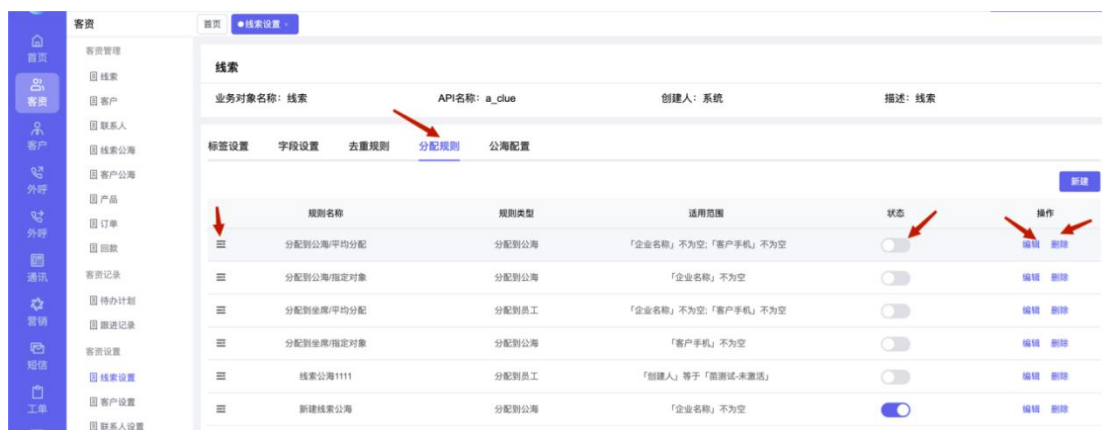 客资
首页
线索设置
首页
客资
客户
外呼
外呼
通讯
营销
短信
工单
客资管理
线索
客户
联系人
线索公海
客户公海
产品
订单
回款
客资记录
待办计划
跟进记录
客资设置
线索设置
客户设置
联系人设置
线索
业务对象名称：线索 API名称：a_clue 创建人：系统 描述：线索
标签设置 字段设置 去重规则 分配规则 公海配置
新建
规则名称 规则类型 适用范围 状态 操作
分配到公海/平均分配 分配到公海 「企业名称」不为空;「客户手机」不为空 编辑 删除
分配到公海/指定对象 分配到公海 「企业名称」不为空 编辑 删除
分配到坐席/平均分配 分配到员工 「企业名称」不为空;「客户手机」不为空 编辑 删除
分配到坐席/指定对象 分配到公海 「客户手机」不为空 编辑 删除
线索公海1111 分配到员工 「创建人」等于「苗测试-未激活」 编辑 删除
新建线索公海 分配到公海 「企业名称」不为空 编辑 删除